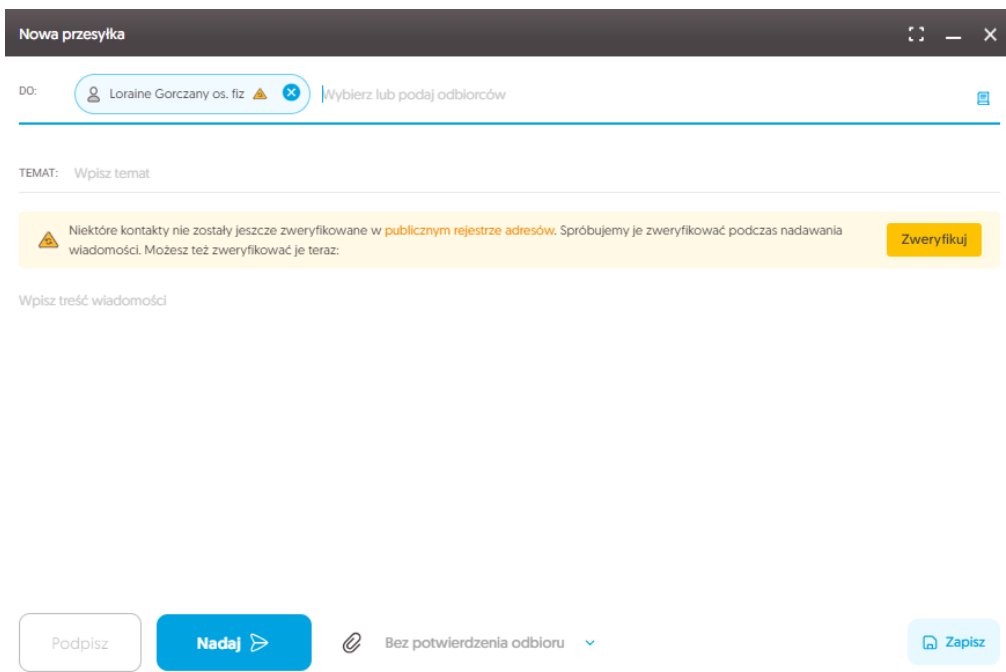 Nowa przesyłka
DO: Loraine Gorczany os. fiz Wybierz lub podaj odbiorców
TEMAT: Wpisz temat
Niektóre kontakty nie zostały jeszcze zweryfikowane w publicznym rejestrze adresów. Spróbujemy je zweryfikować podczas nadawania
wiadomości. Możesz też zweryfikować je teraz:
Zweryfikuj
Wpisz treść wiadomości
Podpisz Nadaj Bez potwierdzenia odbioru Zapisz